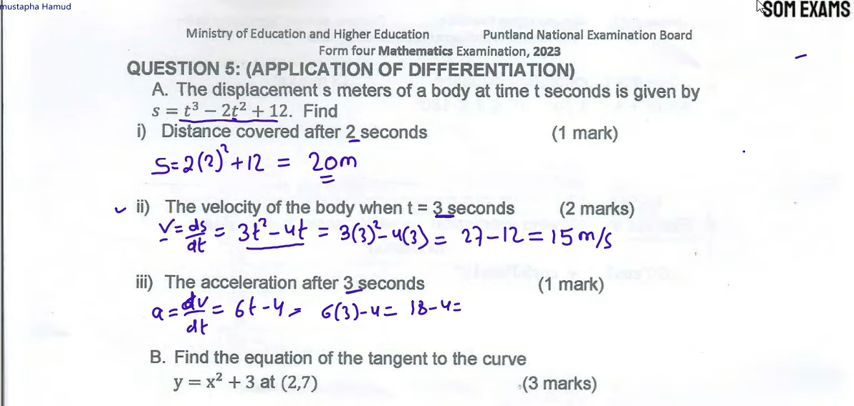 mustapha Hamud
SOM EXAMS
Ministry of Education and Higher Education Puntland National Examination Board
Form four Mathematics Examination, 2023
QUESTION 5: (APPLICATION OF DIFFERENTIATION)
A. The displacement s meters of a body at time t seconds is given by
s = t³ − 2t² + 12. Find
i) Distance covered after 2 seconds (1 mark)
S=2(2)²+12 = 20m
ii) The velocity of the body when t = 3 seconds (2 marks)
v = ds/dt = 3t²-4t = 3(3)²-4(3) = 27-12 = 15 m/s
iii) The acceleration after 3 seconds (1 mark)
a = dv/dt = 6t-4 = 6(3)-4 = 18-4=
B. Find the equation of the tangent to the curve
y = x² + 3 at (2,7) (3 marks)